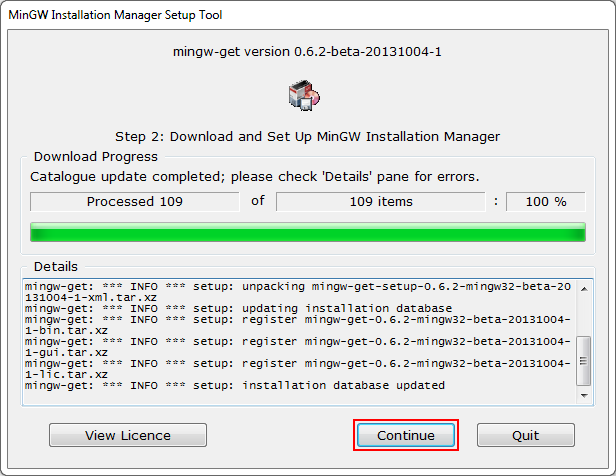 MinGW Installation Manager Setup Tool
mingw-get version 0.6.2-beta-20131004-1
Step 2: Download and Set Up MinGW Installation Manager
Download Progress
Catalogue update completed; please check 'Details' pane for errors.
Processed 109 of 109 items : 100 %
Details
mingw-get: *** INFO *** setup: unpacking mingw-get-setup-0.6.2-mingw32-beta-20
131004-1-xml.tar.xz
mingw-get: *** INFO *** setup: updating installation database
mingw-get: *** INFO *** setup: register mingw-get-0.6.2-mingw32-beta-20131004-
1-bin.tar.xz
mingw-get: *** INFO *** setup: register mingw-get-0.6.2-mingw32-beta-20131004-
1-gui.tar.xz
mingw-get: *** INFO *** setup: register mingw-get-0.6.2-mingw32-beta-20131004-
1-lic.tar.xz
mingw-get: *** INFO *** setup: installation database updated
View Licence Continue Quit